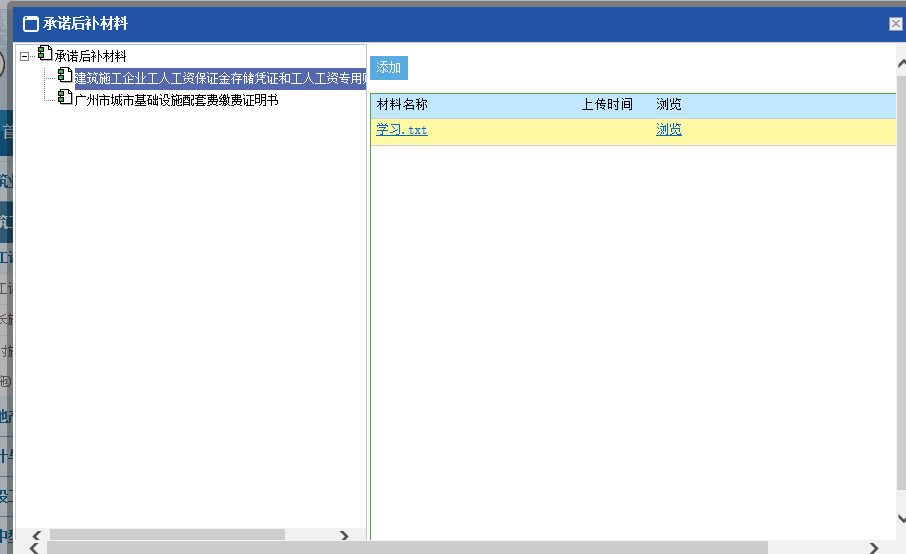 承诺后补材料
承诺后补材料
建筑施工企业工人工资保证金存储凭证和工人工资专用
广州市城市基础设施配套费缴费证明书
添加
材料名称 上传时间 浏览
学习.txt 浏览